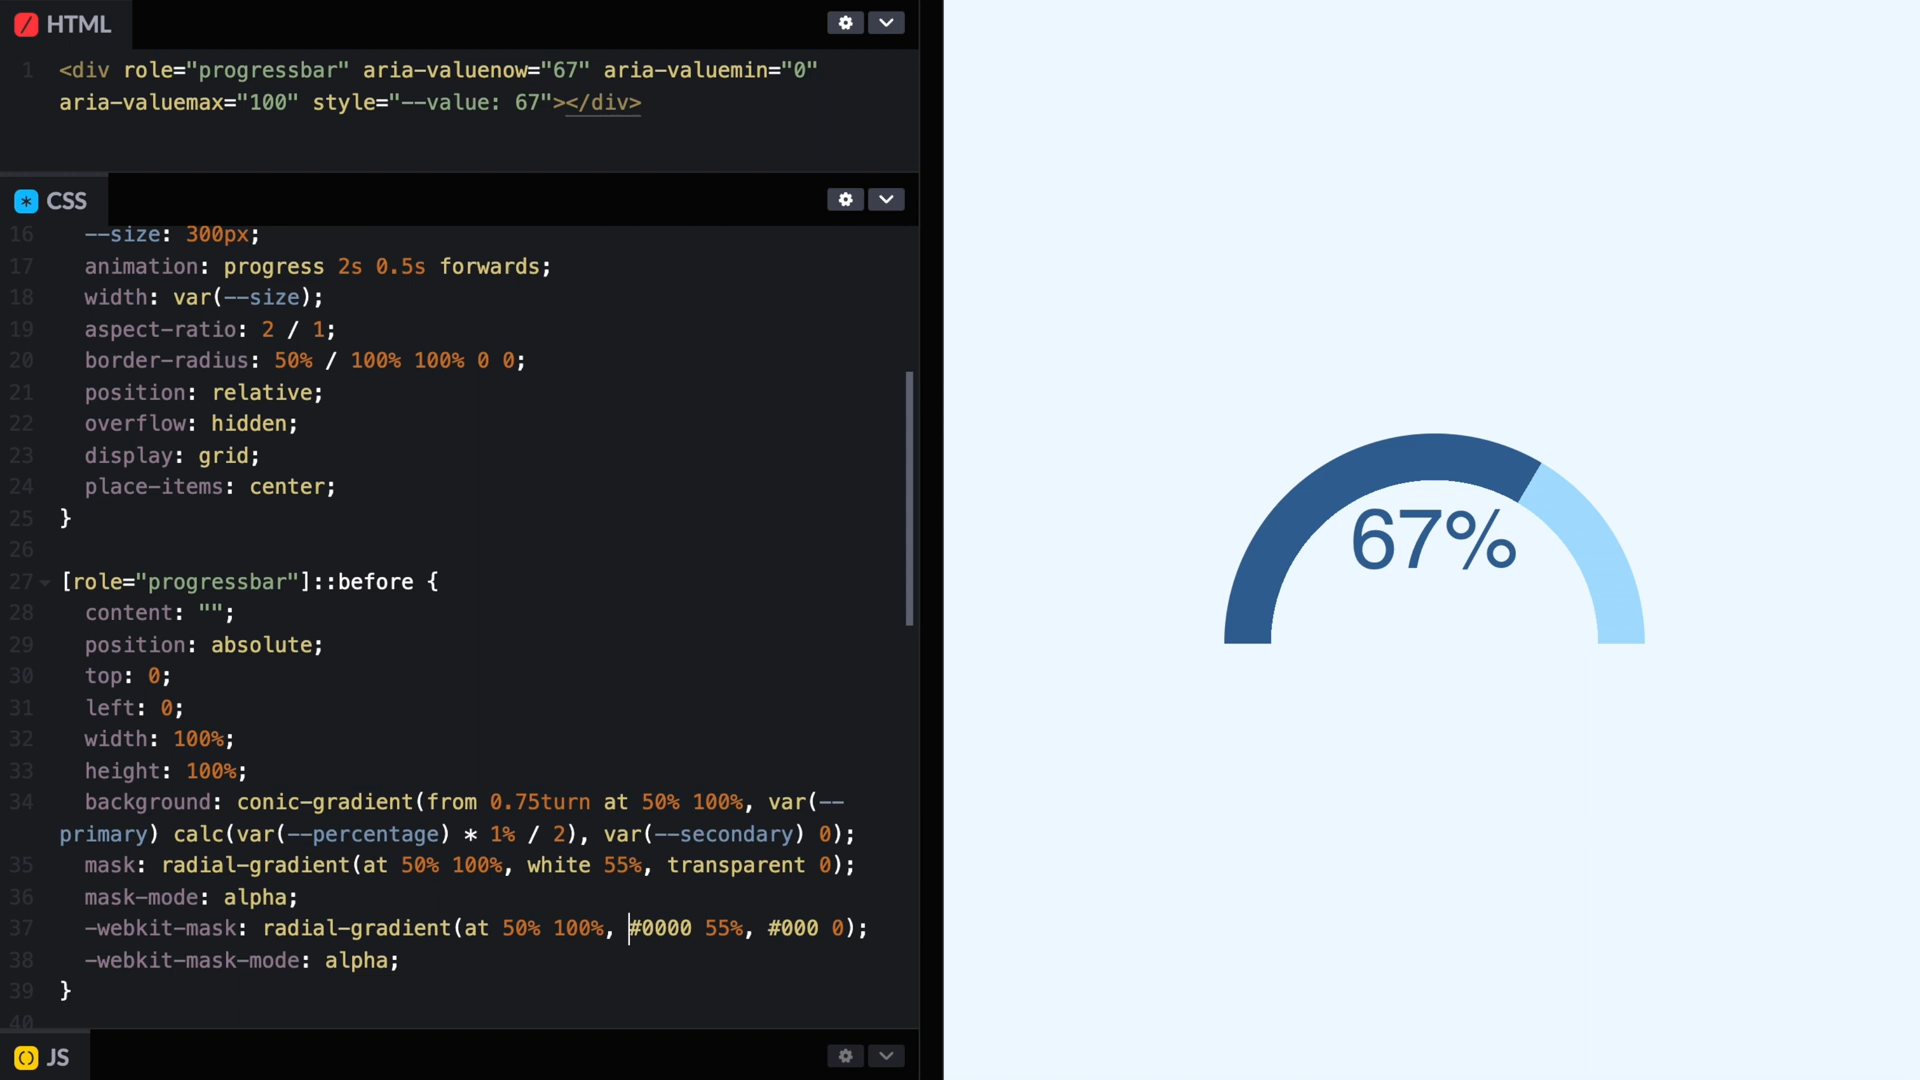 HTML
1 <div role="progressbar" aria-valuenow="67" aria-valuemin="0"
aria-valuemax="100" style="--value: 67"></div>
CSS
16 --size: 300px;
17 animation: progress 2s 0.5s forwards;
18 width: var(--size);
19 aspect-ratio: 2 / 1;
20 border-radius: 50% / 100% 100% 0 0;
21 position: relative;
22 overflow: hidden;
23 display: grid;
24 place-items: center;
25 }
26
27 [role="progressbar"]::before {
28 content: "";
29 position: absolute;
30 top: 0;
31 left: 0;
32 width: 100%;
33 height: 100%;
34 background: conic-gradient(from 0.75turn at 50% 100%, var(--
primary) calc(var(--percentage) * 1% / 2), var(--secondary) 0);
35 mask: radial-gradient(at 50% 100%, white 55%, transparent 0);
36 mask-mode: alpha;
37 -webkit-mask: radial-gradient(at 50% 100%, #0000 55%, #000 0);
38 -webkit-mask-mode: alpha;
39 }
40
JS
67%